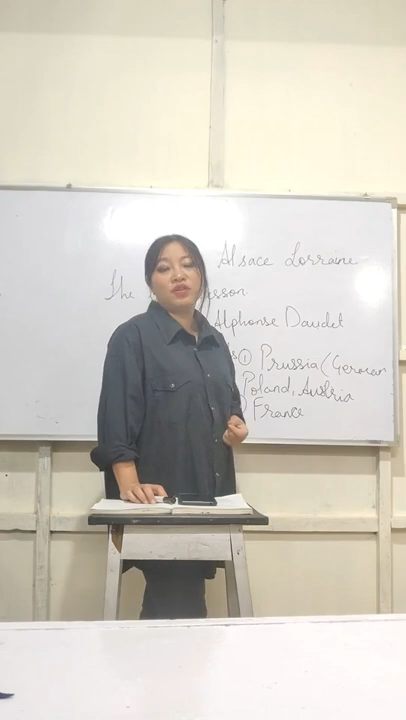 Alsace Lorraine
The esson
Alphonse Daudet
s ① Prussia (German
Poland, Austria
France